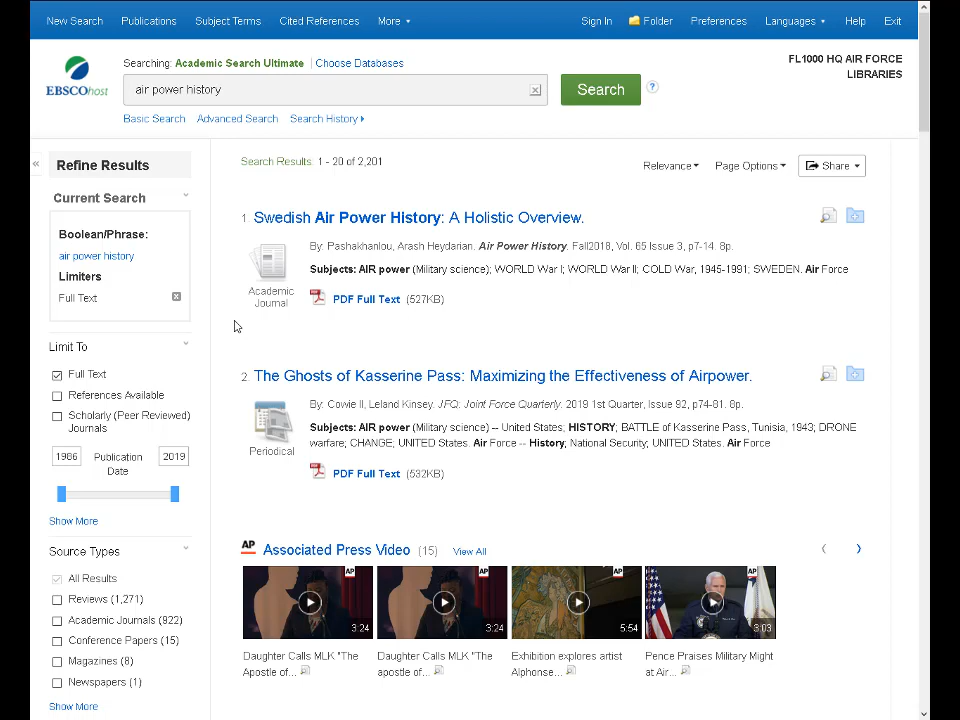 New Search Publications Subject Terms Cited References More Sign In Folder Preferences Languages Help Exit
Searching: Academic Search Ultimate Choose Databases
FL1000 HQ AIR FORCE
LIBRARIES
EBSCOhost
air power history
Search
?
Basic Search Advanced Search Search History
« Refine Results
Current Search
Boolean/Phrase:
air power history
Limiters
Full Text
Limit To
Full Text
References Available
Scholarly (Peer Reviewed)
Journals
1986 Publication 2019
Date
Show More
Source Types
All Results
Reviews (1,271)
Academic Journals (922)
Conference Papers (15)
Magazines (8)
Newspapers (1)
Show More
Search Results: 1 - 20 of 2,201
Relevance Page Options Share
1. Swedish Air Power History: A Holistic Overview.
By: Pashakhanlou, Arash Heydarian. Air Power History. Fall2018, Vol. 65 Issue 3, p7-14. 8p.
Subjects: AIR power (Military science); WORLD War I; WORLD War II; COLD War, 1945-1991; SWEDEN. Air Force
Academic
Journal
PDF Full Text (527KB)
2. The Ghosts of Kasserine Pass: Maximizing the Effectiveness of Airpower.
By: Cowie II, Leland Kinsey. JFQ: Joint Force Quarterly. 2019 1st Quarter, Issue 92, p74-81. 8p.
Subjects: AIR power (Military science) -- United States; HISTORY; BATTLE of Kasserine Pass, Tunisia, 1943; DRONE
warfare; CHANGE; UNITED States. Air Force -- History; National Security; UNITED States. Air Force
Periodical
PDF Full Text (532KB)
AP Associated Press Video (15) View All
AP AP AP AP
3:24 3:24 5:54 3:03
Daughter Calls MLK "The
Apostle of...
Daughter Calls MLK "The
apostle of...
Exhibition explores artist
Alphonse...
Pence Praises Military Might
at Air...